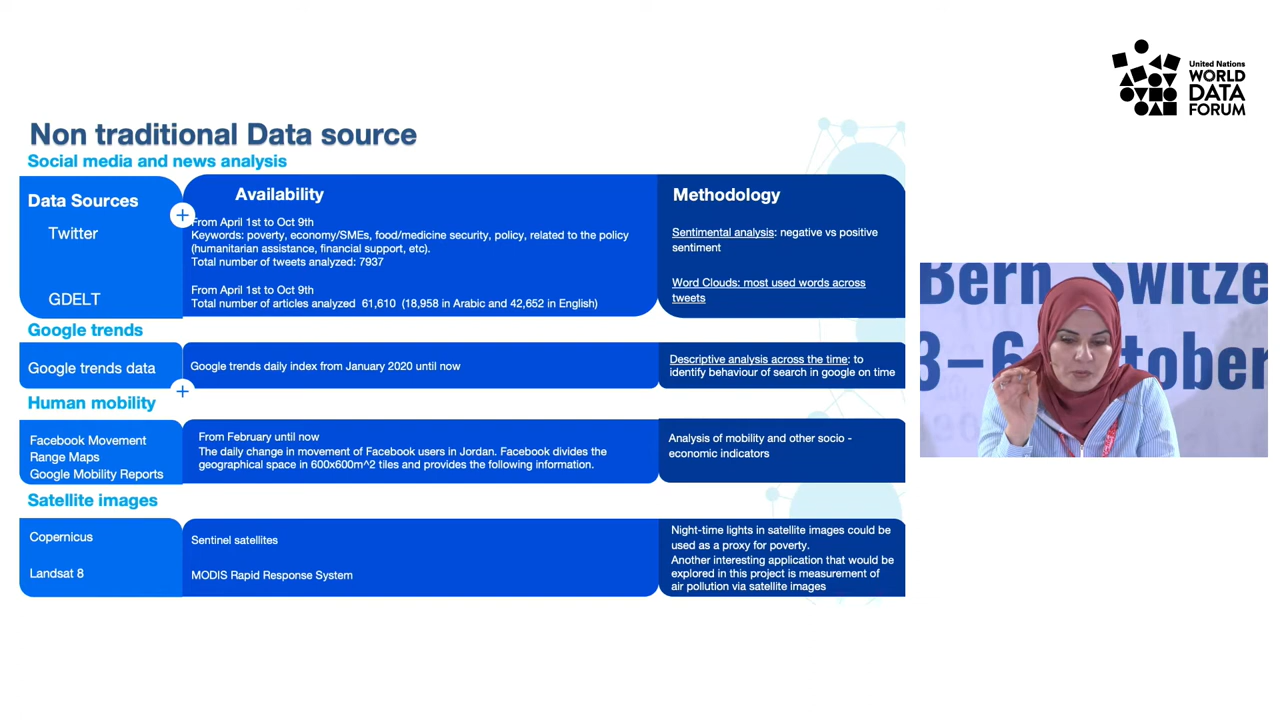 United Nations
WORLD
DATA
FORUM
Non traditional Data source
Social media and news analysis
Data Sources
Availability
Methodology
Twitter
From April 1st to Oct 9th
Keywords: poverty, economy/SMEs, food/medicine security, policy, related to the policy
(humanitarian assistance, financial support, etc).
Total number of tweets analyzed: 7937
Sentimental analysis: negative vs positive
sentiment
GDELT
From April 1st to Oct 9th
Total number of articles analyzed 61,610 (18,958 in Arabic and 42,652 in English)
Word Clouds: most used words across
tweets
Google trends
Google trends data
Google trends daily index from January 2020 until now
Descriptive analysis across the time: to
identify behaviour of search in google on time
Human mobility
Facebook Movement
Range Maps
Google Mobility Reports
From February until now
The daily change in movement of Facebook users in Jordan. Facebook divides the
geographical space in 600x600m^2 tiles and provides the following information.
Analysis of mobility and other socio -
economic indicators
Satellite images
Copernicus
Sentinel satellites
Landsat 8
MODIS Rapid Response System
Night-time lights in satellite images could be
used as a proxy for poverty.
Another interesting application that would be
explored in this project is measurement of
air pollution via satellite images
Bern, Switze
3–6 tober